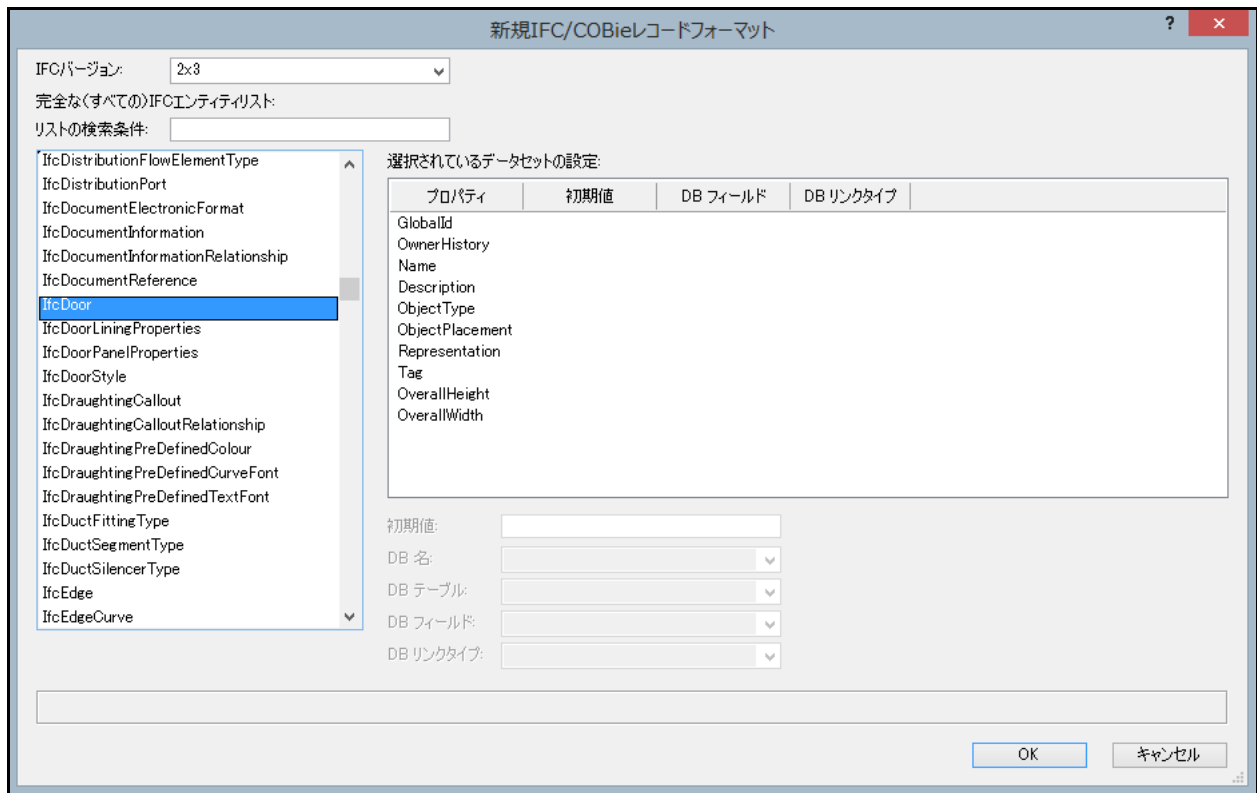 新規IFC/COBieレコードフォーマット
?
×
IFCバージョン:
2x3
完全な(すべての)IFCエンティティリスト:
リストの検索条件:
IfcDistributionFlowElementType
IfcDistributionPort
IfcDocumentElectronicFormat
IfcDocumentInformation
IfcDocumentInformationRelationship
IfcDocumentReference
IfcDoor
IfcDoorLiningProperties
IfcDoorPanelProperties
IfcDoorStyle
IfcDraughtingCallout
IfcDraughtingCalloutRelationship
IfcDraughtingPreDefinedColour
IfcDraughtingPreDefinedCurveFont
IfcDraughtingPreDefinedTextFont
IfcDuctFittingType
IfcDuctSegmentType
IfcDuctSilencerType
IfcEdge
IfcEdgeCurve
選択されているデータセットの設定:
プロパティ 初期値 DB フィールド DB リンクタイプ
GlobalId
OwnerHistory
Name
Description
ObjectType
ObjectPlacement
Representation
Tag
OverallHeight
OverallWidth
初期値:
DB 名:
DB テーブル:
DB フィールド:
DB リンクタイプ:
OK
キャンセル